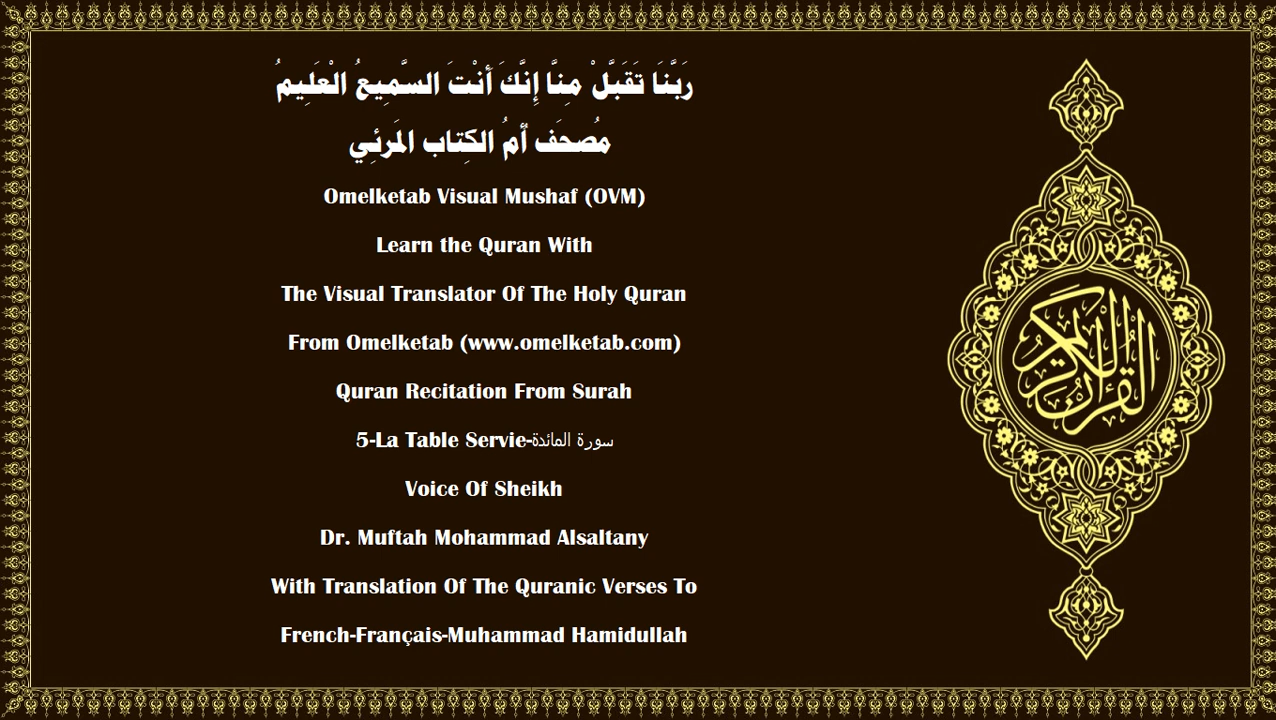 رَبَّنَا تَقَبَّلْ مِنَّا إِنَّكَ أَنْتَ السَّمِيعُ الْعَلِيمُ
مُصحَف أمُ الكِتاب المَرئِي
Omelketab Visual Mushaf (OVM)
Learn the Quran With
The Visual Translator Of The Holy Quran
From Omelketab (www.omelketab.com)
Quran Recitation From Surah
5-La Table Servie-سورة المائدة
Voice Of Sheikh
Dr. Muftah Mohammad Alsaltany
With Translation Of The Quranic Verses To
French-Français-Muhammad Hamidullah
القرآن الكريم